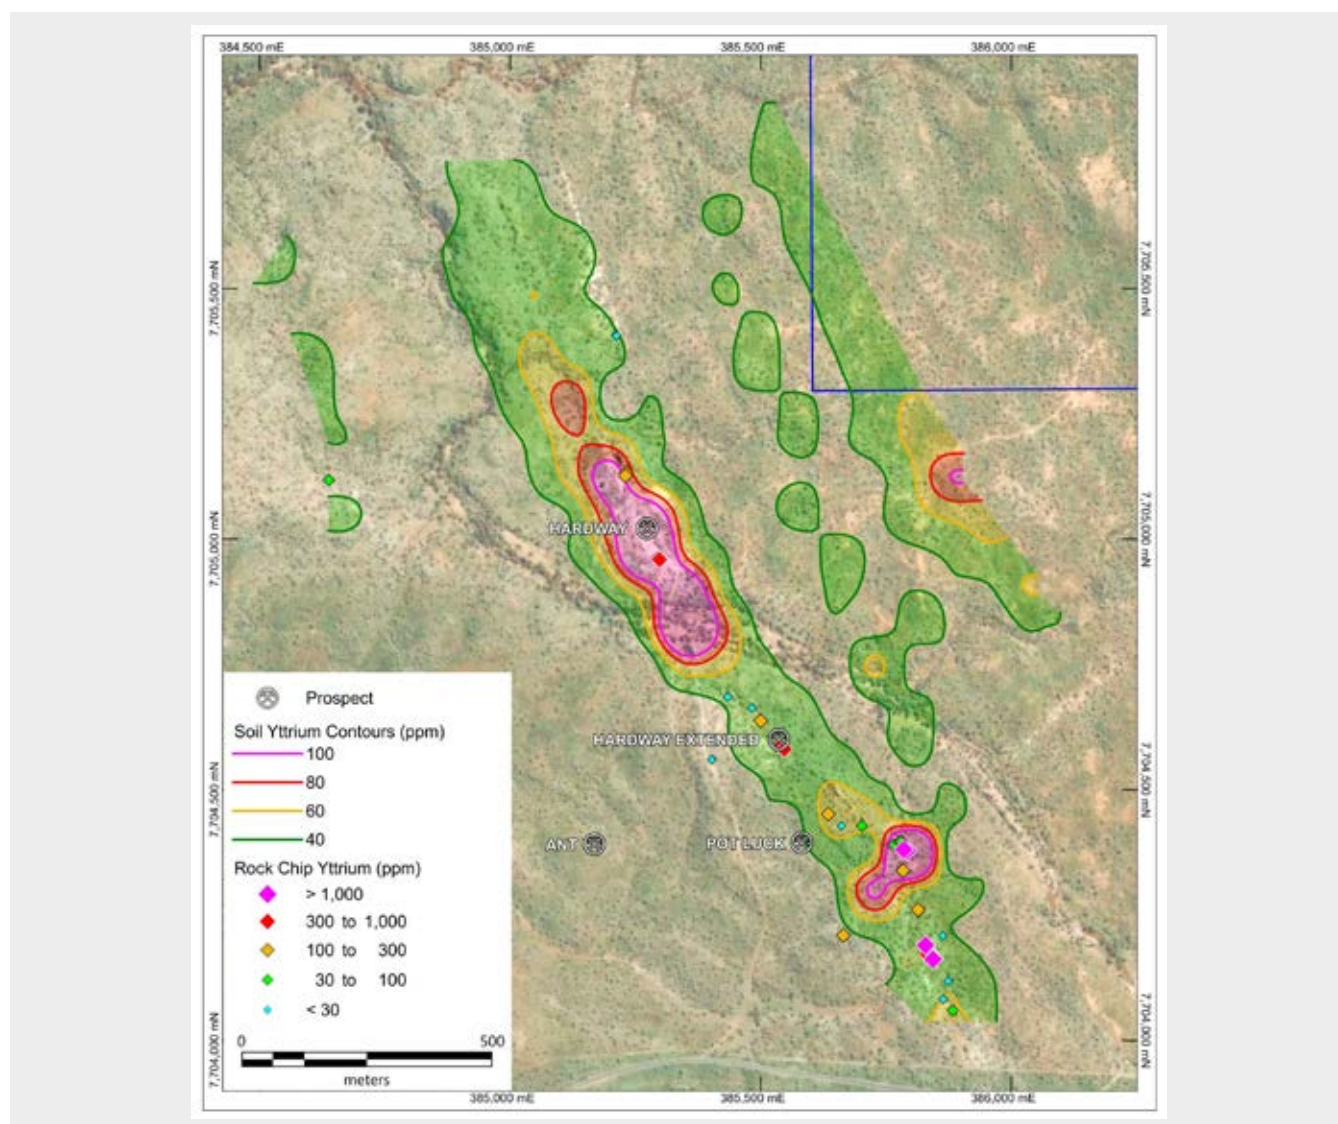 384,500 mE
385,000 mE
385,500 mE
386,000 mE
7,705,500 mN
7,705,500 mN
7,705,000 mN
7,705,000 mN
HARDWAY
HARDWAY EXTENDED
ANT
POT LUCK
7,704,500 mN
7,704,500 mN
7,704,000 mN
7,704,000 mN
Prospect
Soil Yttrium Contours (ppm)
100
80
60
40
Rock Chip Yttrium (ppm)
> 1,000
300 to 1,000
100 to 300
30 to 100
< 30
0 500
meters
385,000 mE
385,500 mE
386,000 mE